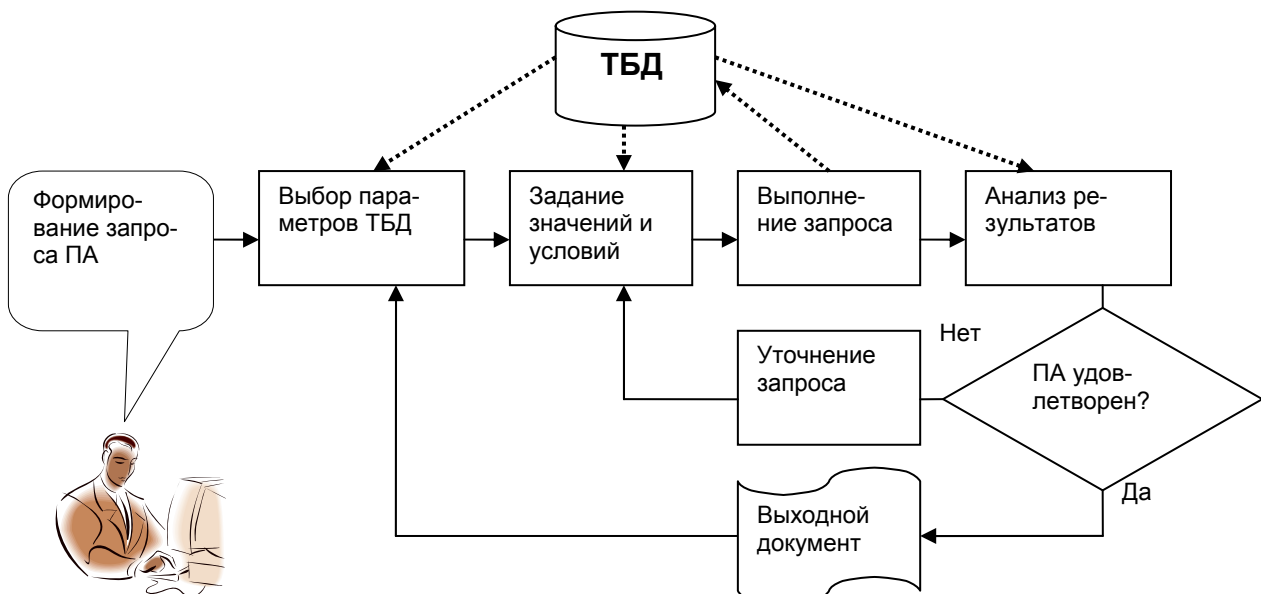 ТБД
Формиро-
вание запро-
са ПА
Выбор пара-
метров ТБД
Задание
значений и
условий
Выполне-
ние запроса
Анализ ре-
зультатов
Нет
Уточнение
запроса
ПА удов-
летворен?
Да
Выходной
документ